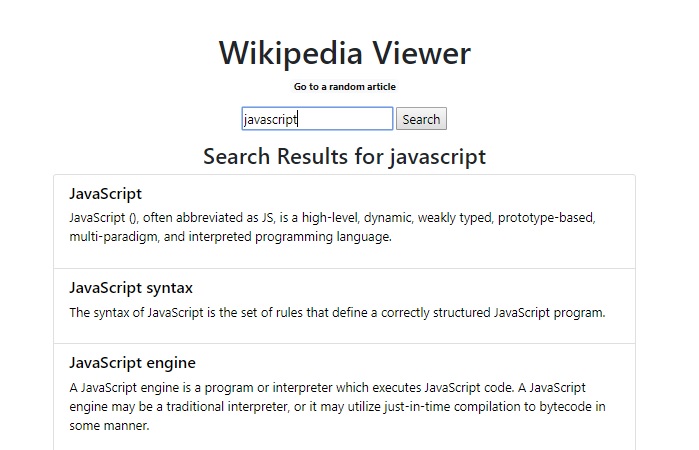 Wikipedia Viewer
Go to a random article
javascript Search
Search Results for javascript
JavaScript
JavaScript (), often abbreviated as JS, is a high-level, dynamic, weakly typed, prototype-based,
multi-paradigm, and interpreted programming language.
JavaScript syntax
The syntax of JavaScript is the set of rules that define a correctly structured JavaScript program.
JavaScript engine
A JavaScript engine is a program or interpreter which executes JavaScript code. A JavaScript
engine may be a traditional interpreter, or it may utilize just-in-time compilation to bytecode in
some manner.